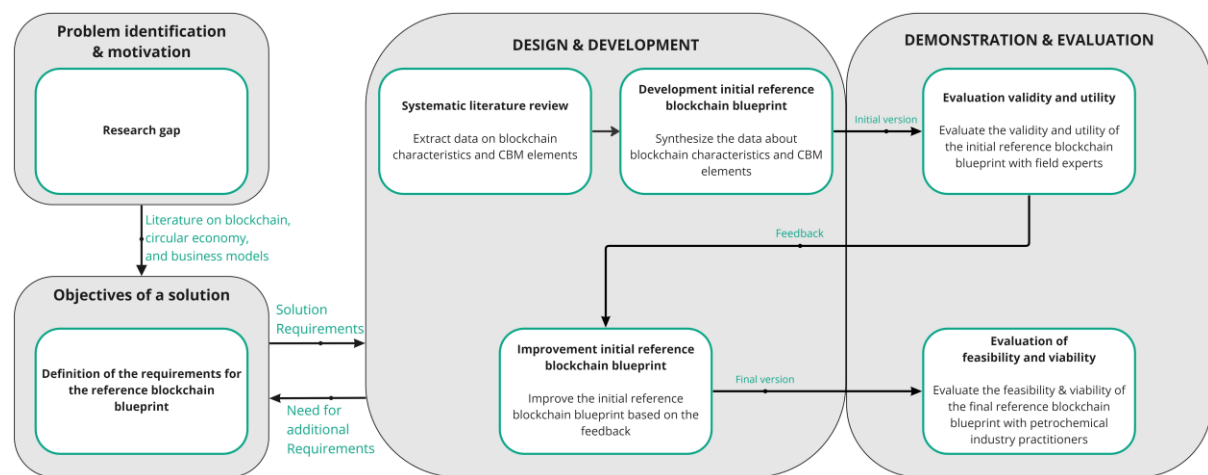 Problem identification
& motivation
Research gap
Literature on blockchain,
circular economy,
and business models
Objectives of a solution
Definition of the requirements for
the reference blockchain
blueprint
Solution
Requirements
Need for
additional
Requirements
DESIGN & DEVELOPMENT
Systematic literature review
Extract data on blockchain
characteristics and CBM elements
Development initial reference
blockchain blueprint
Synthesize the data about
blockchain characteristics and CBM
elements
Initial version
DEMONSTRATION & EVALUATION
Evaluation validity and utility
Evaluate the validity and utility of
the initial reference blockchain
blueprint with field experts
Feedback
Improvement initial reference
blockchain blueprint
Improve the initial reference
blockchain blueprint based on the
feedback
Final version
Evaluation of
feasibility and viability
Evaluate the feasibility & viability of
the final reference blockchain
blueprint with petrochemical
industry practitioners